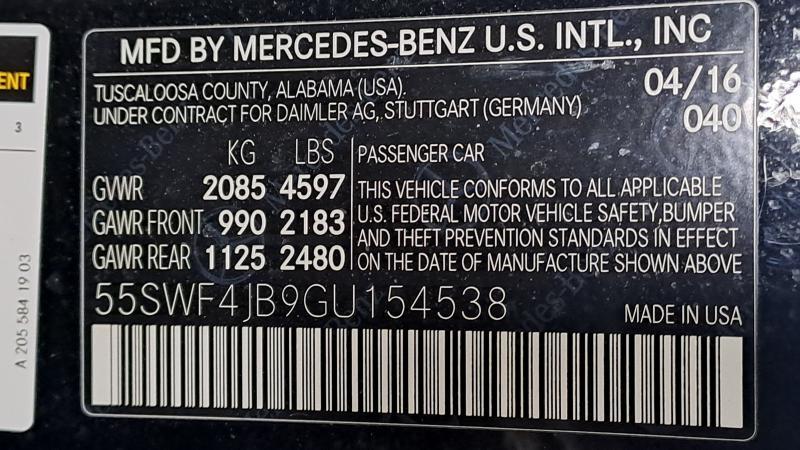 MFD BY MERCEDES-BENZ U.S. INTL., INC
TUSCALOOSA COUNTY, ALABAMA (USA).
UNDER CONTRACT FOR DAIMLER AG, STUTTGART (GERMANY)
04/16
040
KG LBS
GWR 2085 4597
GAWR FRONT 990 2183
GAWR REAR 1125 2480
PASSENGER CAR
THIS VEHICLE CONFORMS TO ALL APPLICABLE
U.S. FEDERAL MOTOR VEHICLE SAFETY,BUMPER
AND THEFT PREVENTION STANDARDS IN EFFECT
ON THE DATE OF MANUFACTURE SHOWN ABOVE
55SWF4JB9GU154538
MADE IN USA
3
A 205 584 19 03